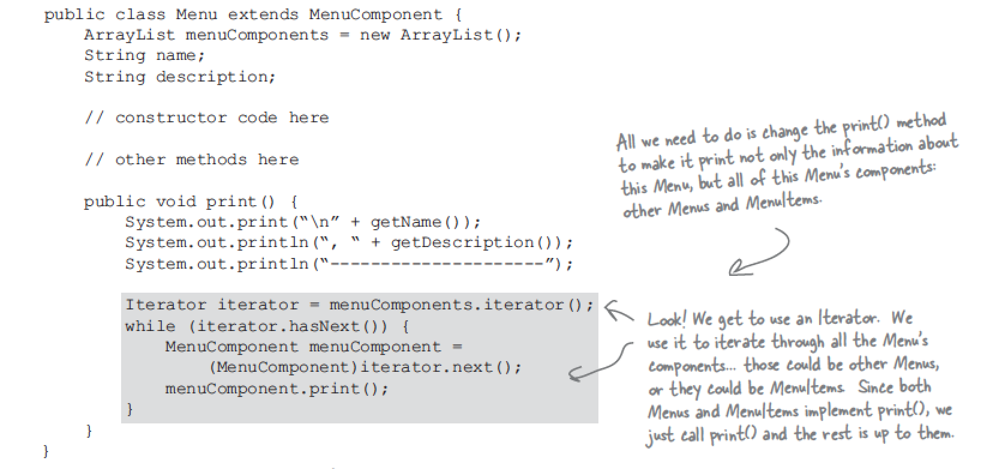 public class Menu extends MenuComponent {
ArrayList menuComponents = new ArrayList();
String name;
String description;
// constructor code here
// other methods here
public void print() {
System.out.print(“\n” + getName());
System.out.println(“, “ + getDescription());
System.out.println(“---------------------”);
Iterator iterator = menuComponents.iterator();
while (iterator.hasNext()) {
MenuComponent menuComponent =
(MenuComponent)iterator.next();
menuComponent.print();
}
}
}
All we need to do is change the print() method
to make it print not only the information about
this Menu, but all of this Menu's components:
other Menus and MenuItems.
Look! We get to use an Iterator. We
use it to iterate through all the Menu's
components... those could be other Menus,
or they could be MenuItems. Since both
Menus and MenuItems implement print(), we
just call print() and the rest is up to them.